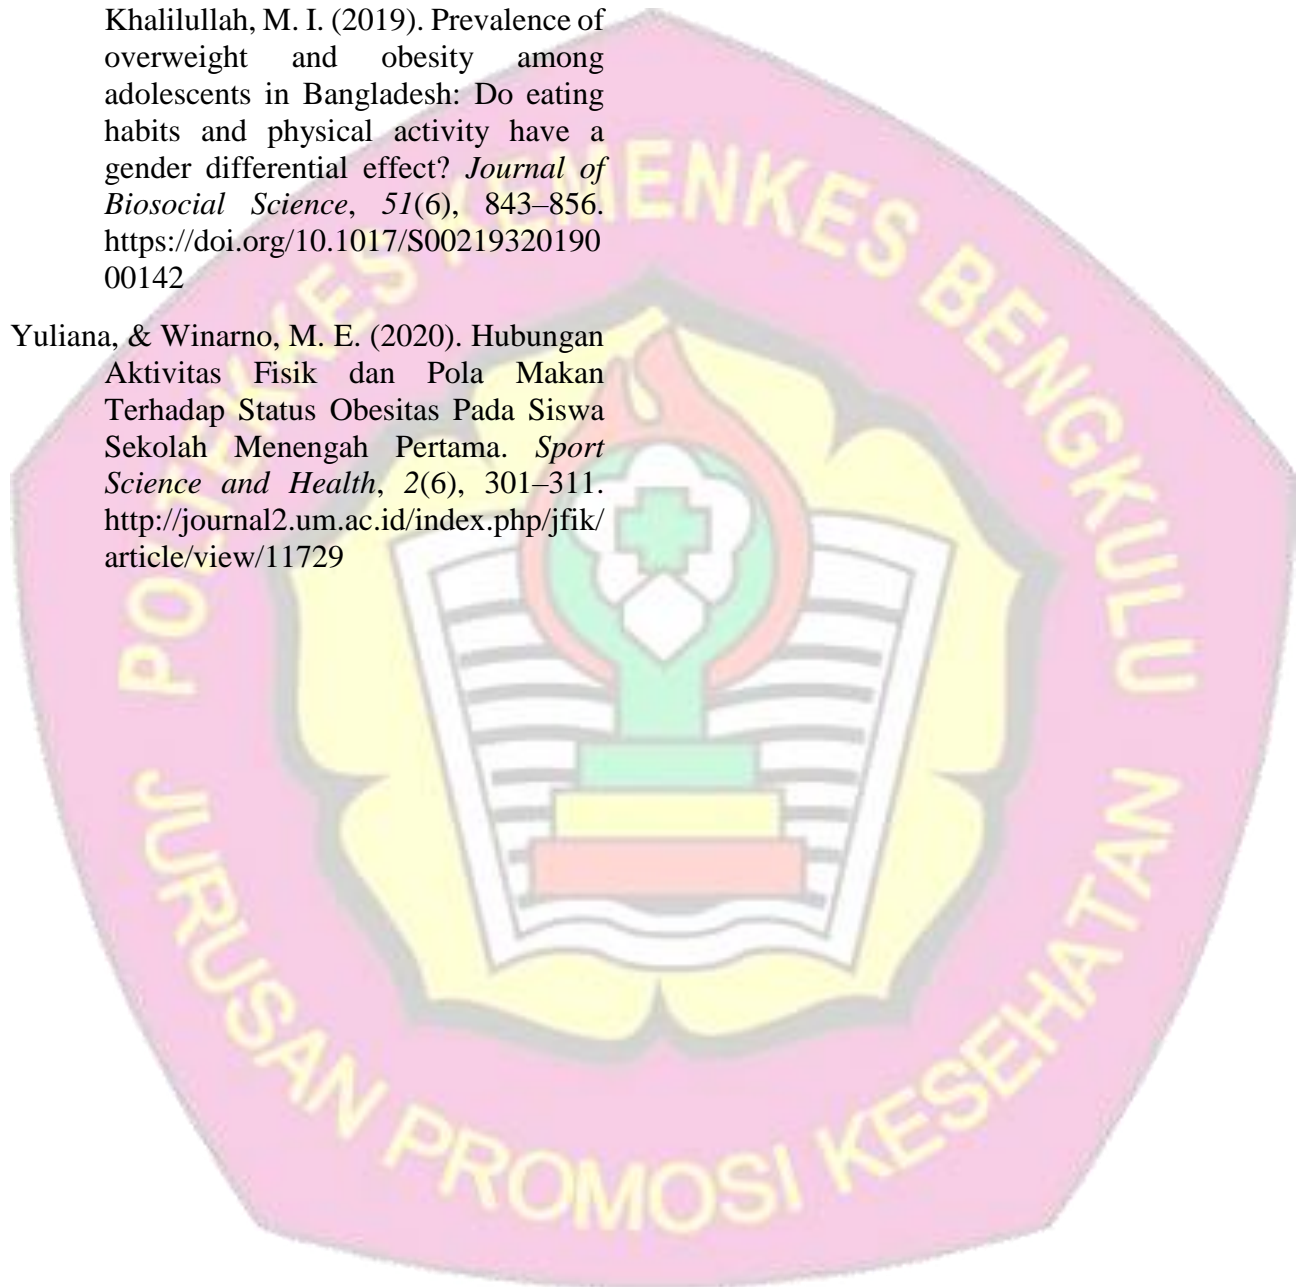 Khalilullah, M. I. (2019). Prevalence of
overweight and obesity among
adolescents in Bangladesh: Do eating
habits and physical activity have a
gender differential effect? Journal of
Biosocial Science, 51(6), 843–856.
https://doi.org/10.1017/S00219320190
00142
Yuliana, & Winarno, M. E. (2020). Hubungan
Aktivitas Fisik dan Pola Makan
Terhadap Status Obesitas Pada Siswa
Sekolah Menengah Pertama. Sport
Science and Health, 2(6), 301–311.
http://journal2.um.ac.id/index.php/jfik/
article/view/11729
POLTEKKES KEMENKES BENGKULU
JURUSAN PROMOSI KESEHATAN